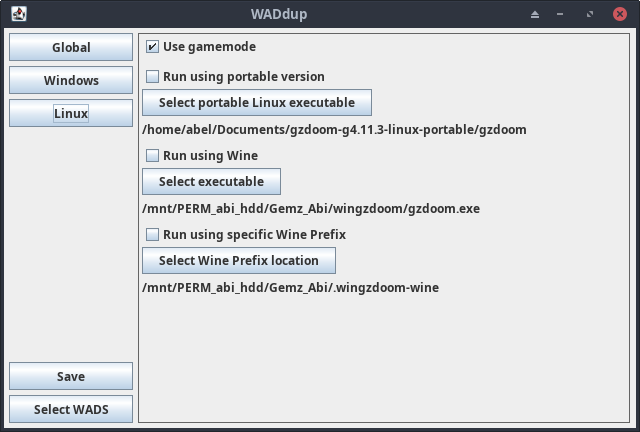 WADdup
Global
Windows
Linux
Use gamemode
Run using portable version
Select portable Linux executable
/home/abel/Documents/gzdoom-g4.11.3-linux-portable/gzdoom
Run using Wine
Select executable
/mnt/PERM_abi_hdd/Gemz_Abi/wingzdoom/gzdoom.exe
Run using specific Wine Prefix
Select Wine Prefix location
/mnt/PERM_abi_hdd/Gemz_Abi/.wingzdoom-wine
Save
Select WADS